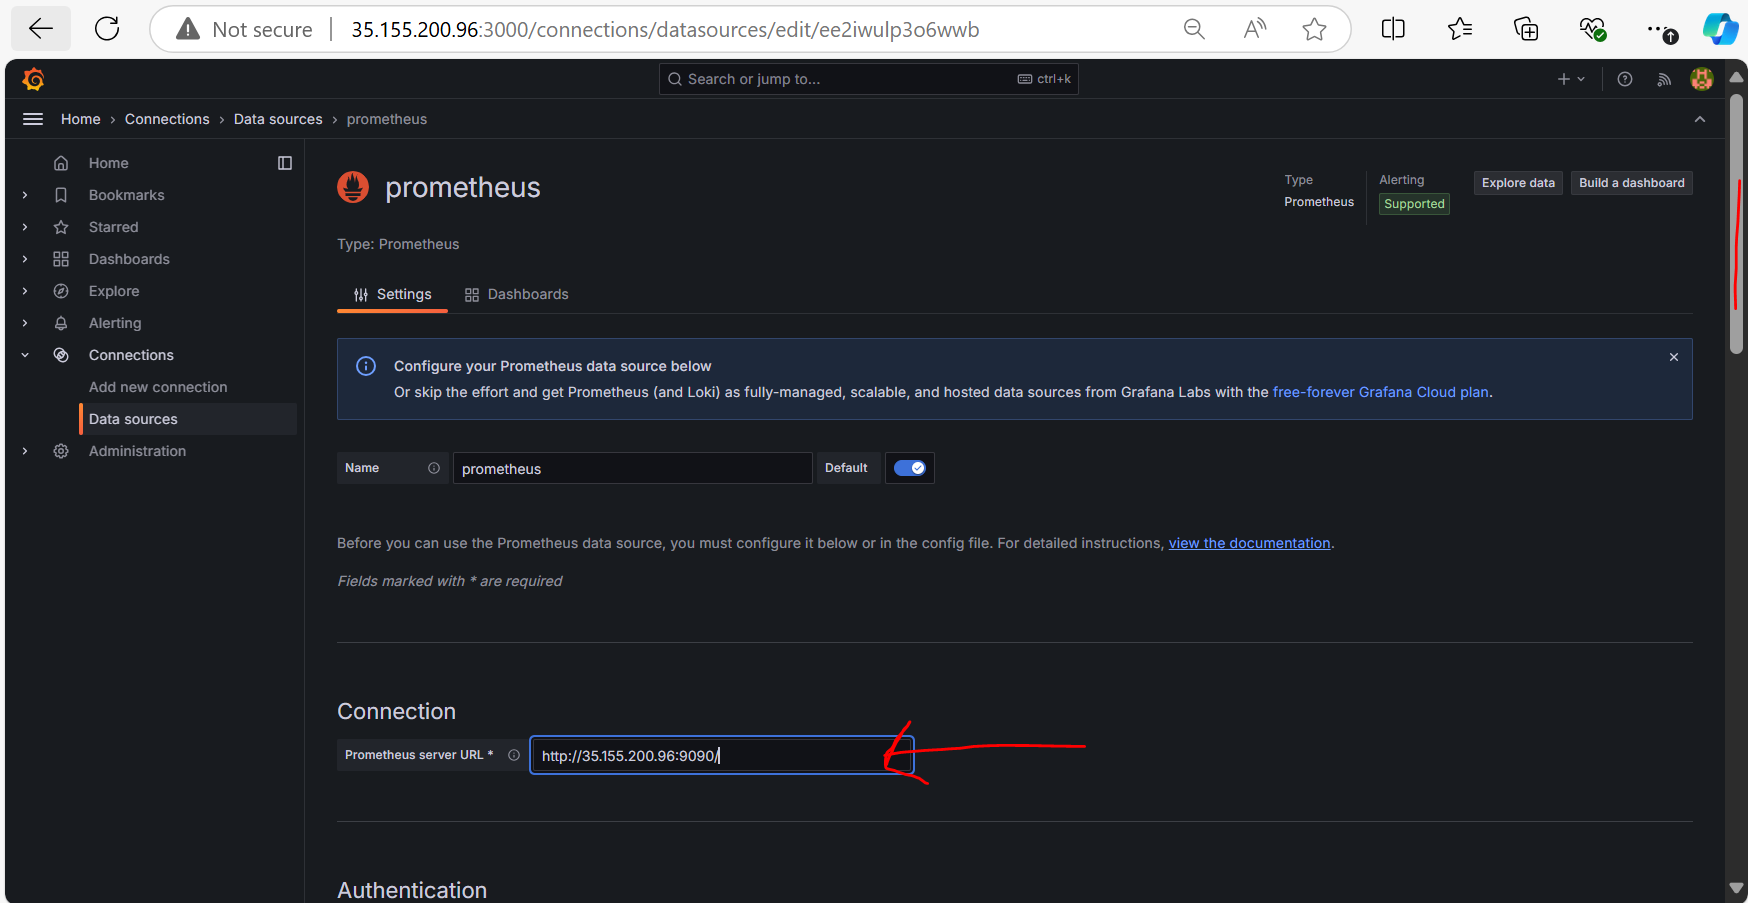 Not secure 35.155.200.96:3000/connections/datasources/edit/ee2iwulp3o6wwb
Search or jump to... ctrl+k
Home › Connections › Data sources › prometheus
Home
Bookmarks
Starred
Dashboards
Explore
Alerting
Connections
Add new connection
Data sources
Administration
prometheus
Type
Prometheus
Alerting
Supported
Explore data
Build a dashboard
Type: Prometheus
Settings
Dashboards
Configure your Prometheus data source below
Or skip the effort and get Prometheus (and Loki) as fully-managed, scalable, and hosted data sources from Grafana Labs with the free-forever Grafana Cloud plan.
Name prometheus Default
Before you can use the Prometheus data source, you must configure it below or in the config file. For detailed instructions, view the documentation.
Fields marked with * are required
Connection
Prometheus server URL * http://35.155.200.96:9090/
Authentication